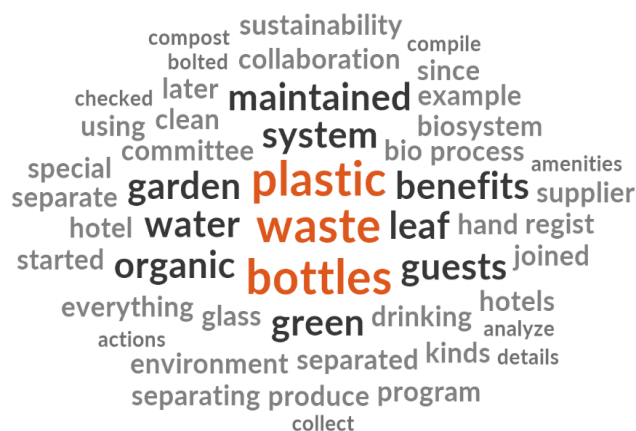 sustainability
compost
compile
bolted collaboration
since
checked later maintained example
using clean system biosystem
committee bio process
special plastic amenities
separate garden benefits supplier
hotel water waste leaf hand regist
started organic bottles guests joined
everything glass green drinking hotels
actions analyze
environment separated kinds details
separating produce program
collect